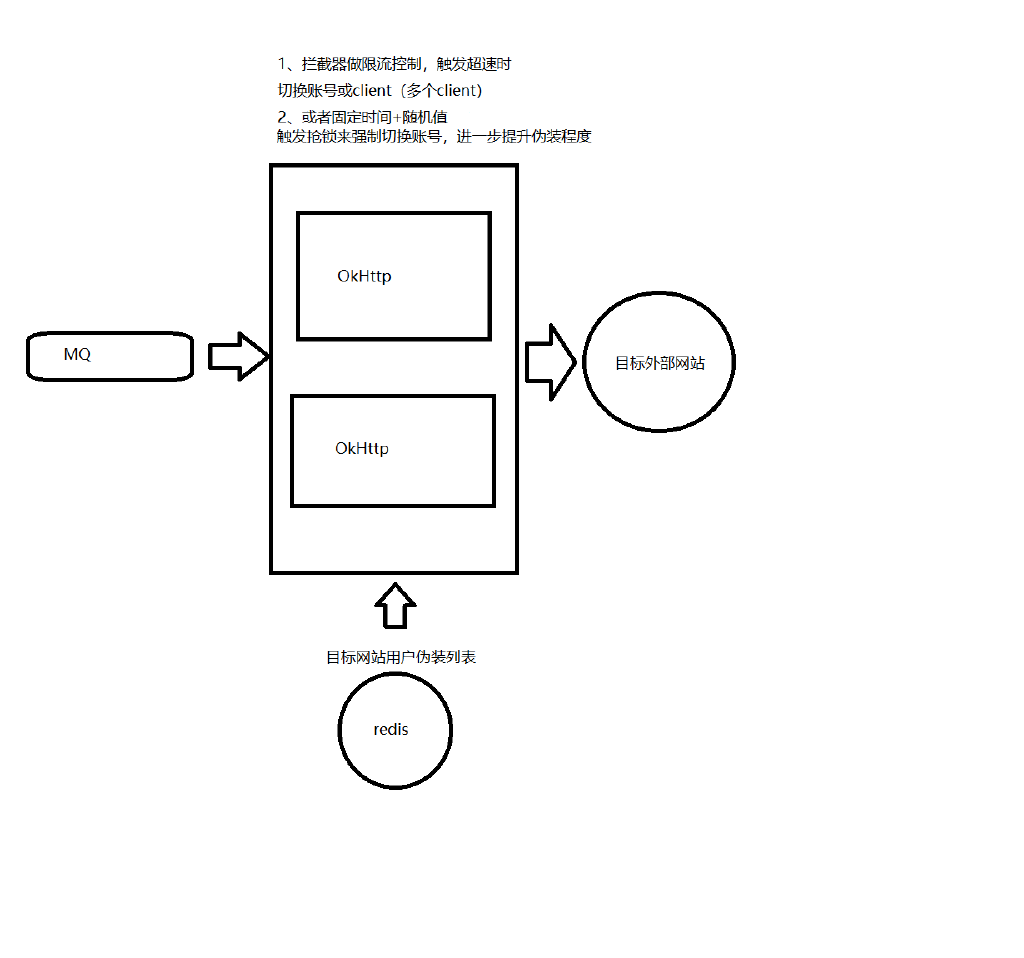 1、拦截器做限流控制，触发超速时
切换账号或client（多个client）
2、或者固定时间+随机值
触发抢锁来强制切换账号，进一步提升伪装程度
OkHttp
MQ
目标外部网站
OkHttp
目标网站用户伪装列表
redis